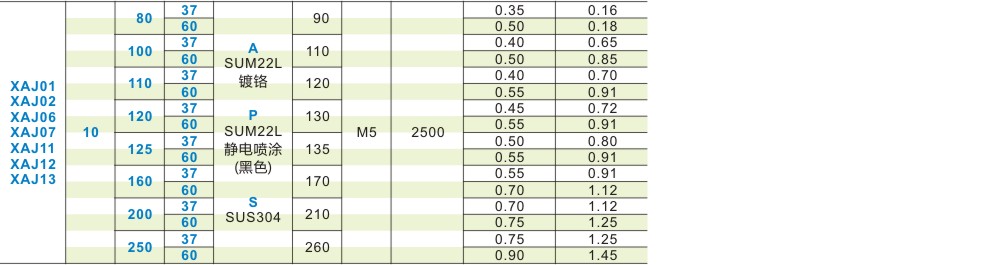 80 37 90 0.35 0.16
60 0.50 0.18
100 37 110 0.40 0.65
60 0.50 0.85
110 37 120 0.40 0.70
60 0.55 0.91
120 37 130 0.45 0.72
60 0.55 0.91
125 37 135 0.50 0.80
60 0.55 0.91
160 37 170 0.55 0.91
60 0.70 1.12
200 37 210 0.70 1.12
60 0.75 1.25
250 37 260 0.75 1.25
60 0.90 1.45
XAJ01
XAJ02
XAJ06
XAJ07
XAJ11
XAJ12
XAJ13
10
A
SUM22L
镀铬
P
SUM22L
静电喷涂
(黑色)
S
SUS304
M5
2500